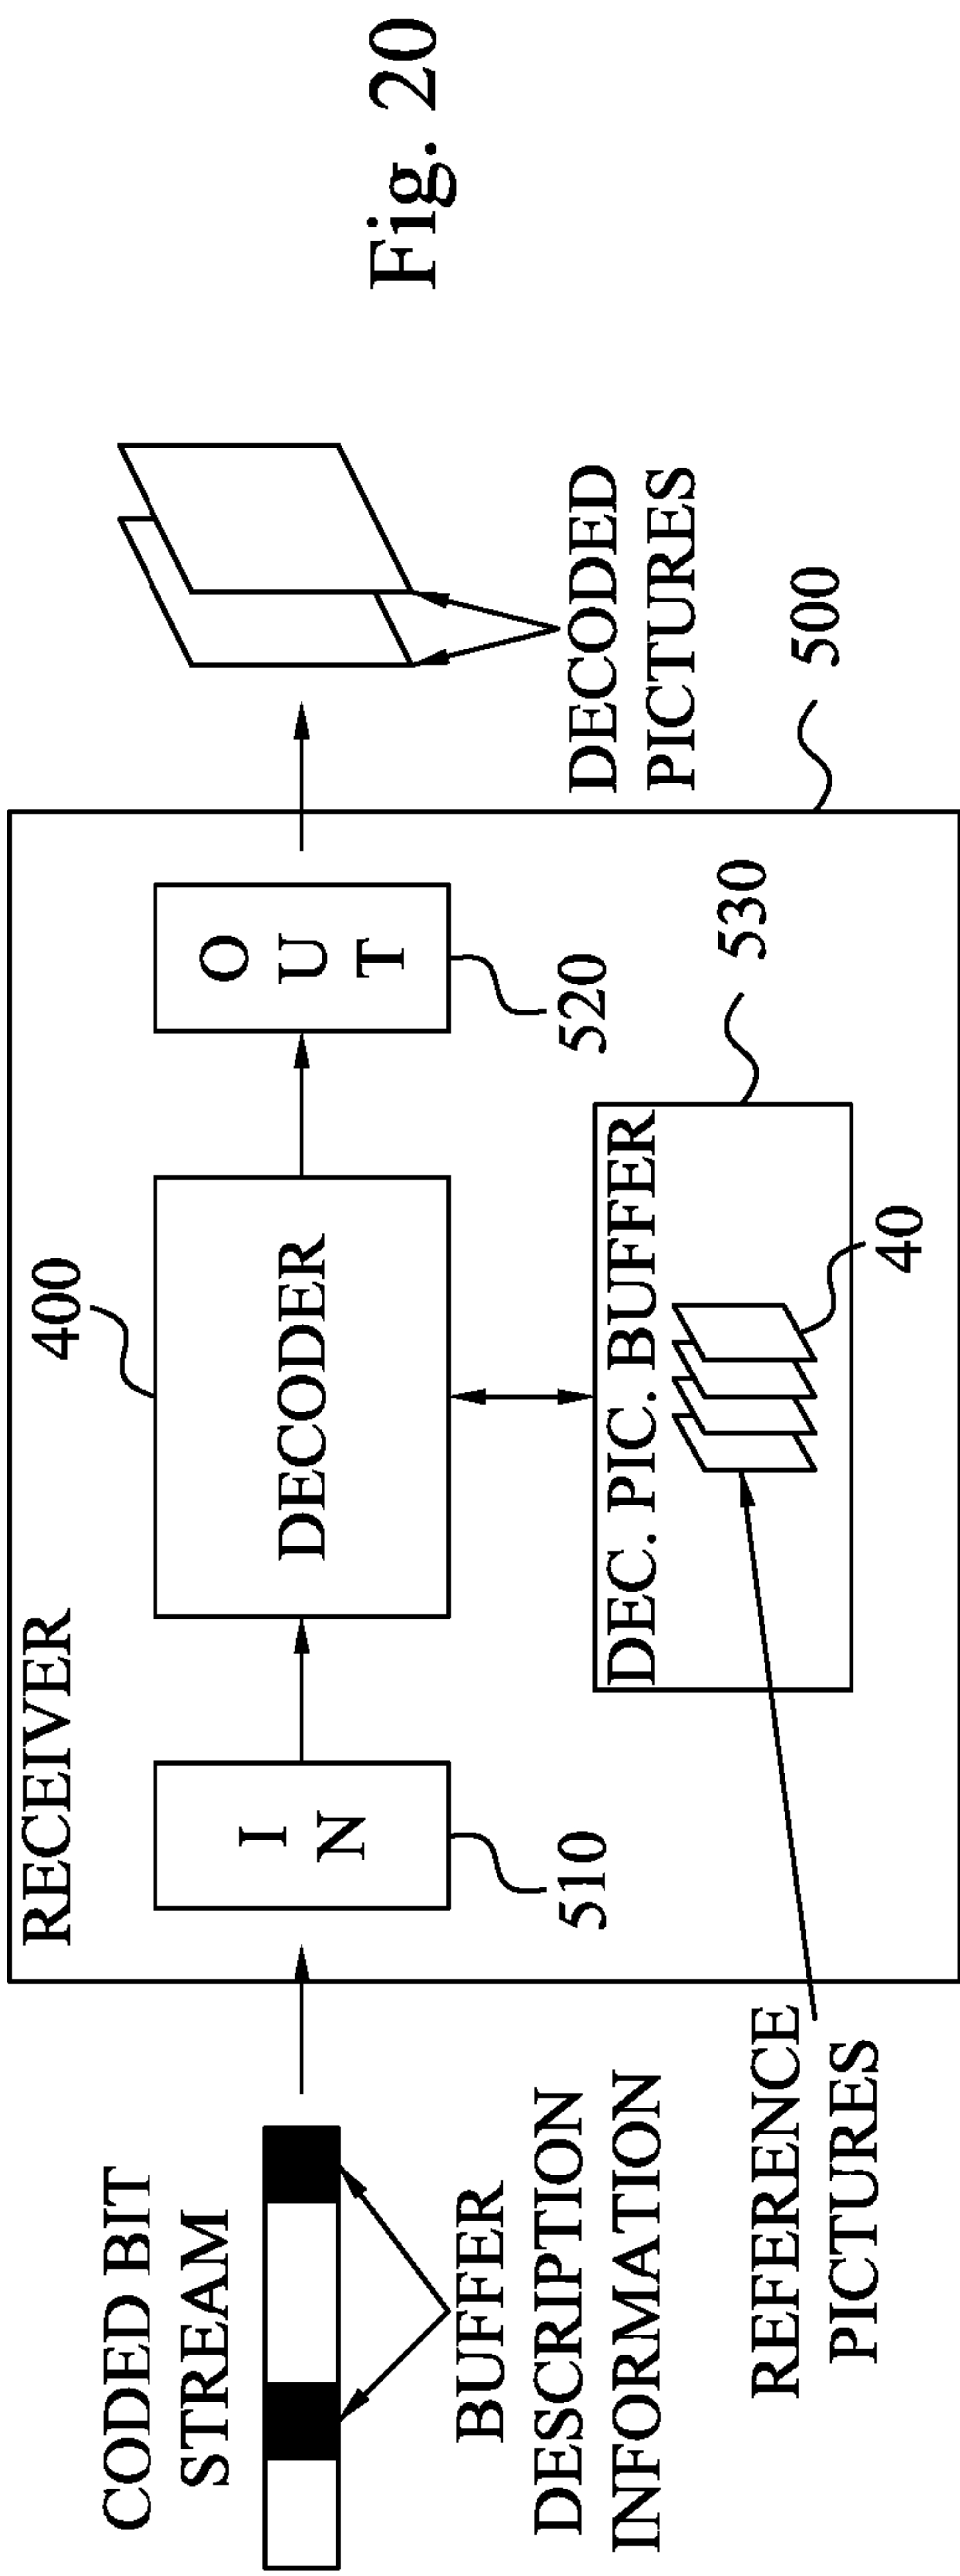 CODED BIT
STREAM
BUFFER
DESCRIPTION
INFORMATION
REFERENCE
PICTURES
RECEIVER
I
N
510
400
DECODER
DEC. PIC. BUFFER
40
530
O
U
T
520
500
DECODED
PICTURES
Fig. 20